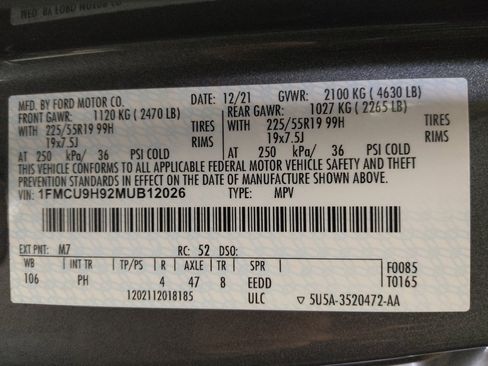 MFD. BY FORD MOTOR CO.
DATE: 12/21 GVWR: 2100 KG ( 4630 LB)
FRONT GAWR: 1120 KG ( 2470 LB) REAR GAWR: 1027 KG ( 2265 LB)
WITH 225/55R19 99H TIRES WITH 225/55R19 99H TIRES
19x7.5J RIMS 19x7.5J RIMS
AT 250 kPa/ 36 PSI COLD AT 250 kPa/ 36 PSI COLD
THIS VEHICLE CONFORMS TO ALL APPLICABLE FEDERAL MOTOR VEHICLE SAFETY AND THEFT
PREVENTION STANDARDS IN EFFECT ON THE DATE OF MANUFACTURE SHOWN ABOVE.
VIN: 1FMCU9H92MUB12026 TYPE: MPV
EXT PNT: M7 RC: 52 DSO:
WB INT TR TP/PS R AXLE TR SPR F0085
106 PH 4 47 8 EEDD T0165
1202112018185 ULC ▽ 5U5A-3520472-AA